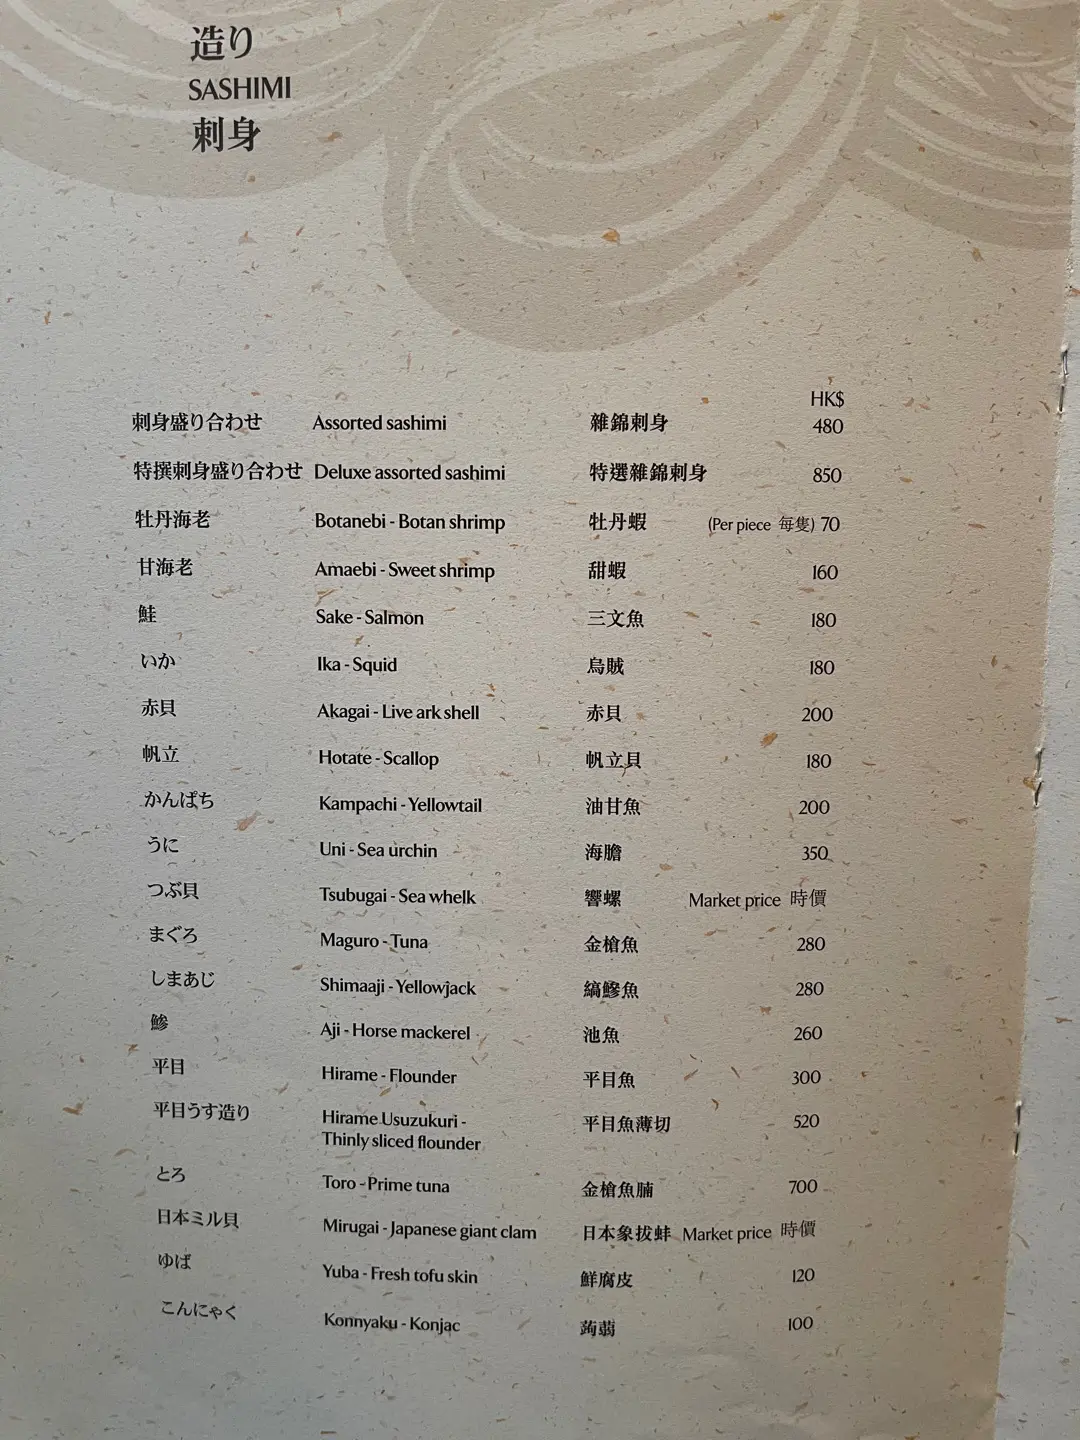 造り
SASHIMI
刺身
HK$
刺身盛り合わせ Assorted sashimi 雜錦刺身 480
特撰刺身盛り合わせ Deluxe assorted sashimi 特選雜錦刺身 850
牡丹海老 Botanebi - Botan shrimp 牡丹蝦 (Per piece 每隻) 70
甘海老 Amaebi - Sweet shrimp 甜蝦 160
鮭 Sake - Salmon 三文魚 180
いか Ika - Squid 烏賊 180
赤貝 Akagai - Live ark shell 赤貝 200
帆立 Hotate - Scallop 帆立貝 180
かんぱち Kampachi - Yellowtail 油甘魚 200
うに Uni - Sea urchin 海膽 350
つぶ貝 Tsubugai - Sea whelk 響螺 Market price 時價
まぐろ Maguro - Tuna 金槍魚 280
しまあじ Shimaaji - Yellowjack 縞鰺魚 280
鯵 Aji - Horse mackerel 池魚 260
平目 Hirame - Flounder 平目魚 300
平目うす造り Hirame Usuzukuri - 平目魚薄切 520
Thinly sliced flounder
とろ Toro - Prime tuna 金槍魚腩 700
日本ミル貝 Mirugai - Japanese giant clam 日本象拔蚌 Market price 時價
ゆば Yuba - Fresh tofu skin 鮮腐皮 120
こんにゃく Konnyaku - Konjac 蒟蒻 100